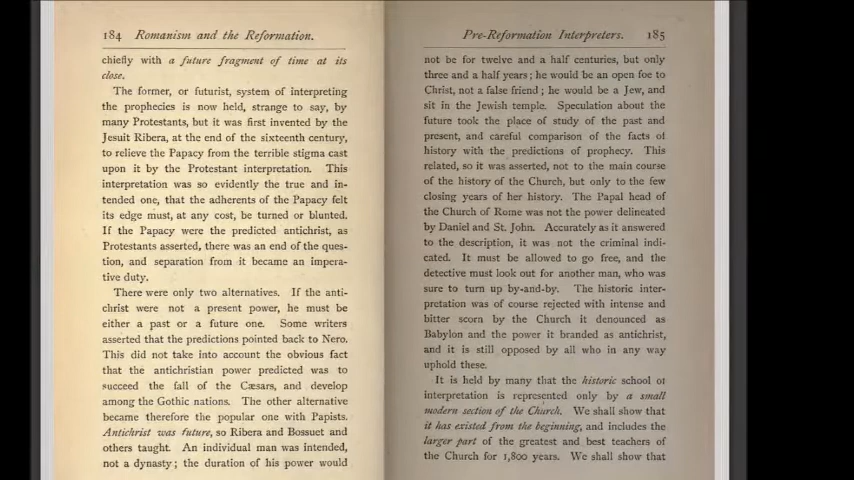 184 Romanism and the Reformation.
chiefly with a future fragment of time at its
close.
The former, or futurist, system of interpreting
the prophecies is now held, strange to say, by
many Protestants, but it was first invented by the
Jesuit Ribera, at the end of the sixteenth century,
to relieve the Papacy from the terrible stigma cast
upon it by the Protestant interpretation. This
interpretation was so evidently the true and in-
tended one, that the adherents of the Papacy felt
its edge must, at any cost, be turned or blunted.
If the Papacy were the predicted antichrist, as
Protestants asserted, there was an end of the ques-
tion, and separation from it became an impera-
tive duty.
There were only two alternatives. If the anti-
christ were not a present power, he must be
either a past or a future one. Some writers
asserted that the predictions pointed back to Nero.
This did not take into account the obvious fact
that the antichristian power predicted was to
succeed the fall of the Cæsars, and develop
among the Gothic nations. The other alternative
became therefore the popular one with Papists.
Antichrist was future, so Ribera and Bossuet and
others taught. An individual man was intended,
not a dynasty; the duration of his power would
Pre-Reformation Interpreters. 185
not be for twelve and a half centuries, but only
three and a half years; he would be an open foe to
Christ, not a false friend; he would be a Jew, and
sit in the Jewish temple. Speculation about the
future took the place of study of the past and
present, and careful comparison of the facts of
history with the predictions of prophecy. This
related, so it was asserted, not to the main course
of the history of the Church, but only to the few
closing years of her history. The Papal head of
the Church of Rome was not the power delineated
by Daniel and St. John. Accurately as it answered
to the description, it was not the criminal indi-
cated. It must be allowed to go free, and the
detective must look out for another man, who was
sure to turn up by-and-by. The historic inter-
pretation was of course rejected with intense and
bitter scorn by the Church it denounced as
Babylon and the power it branded as antichrist,
and it is still opposed by all who in any way
uphold these.
It is held by many that the historic school of
interpretation is represented only by a small
modern section of the Church. We shall show that
it has existed from the beginning, and includes the
larger part of the greatest and best teachers of
the Church for 1,800 years. We shall show that